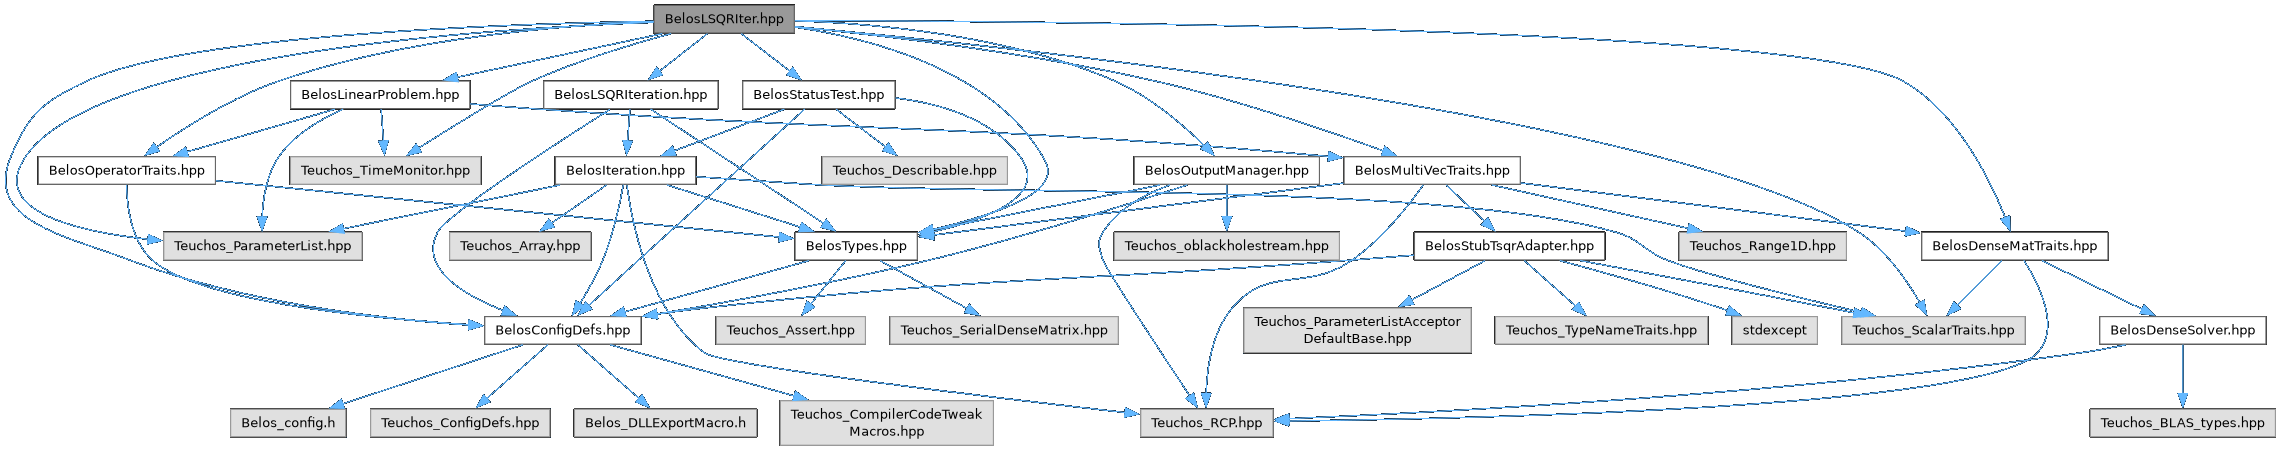 BelosLSQRIter.hpp
BelosLinearProblem.hpp
BelosLSQRIteration.hpp
BelosStatusTest.hpp
BelosOperatorTraits.hpp
Teuchos_TimeMonitor.hpp
BelosIteration.hpp
Teuchos_Describable.hpp
BelosOutputManager.hpp
BelosMultiVecTraits.hpp
Teuchos_ParameterList.hpp
Teuchos_Array.hpp
BelosTypes.hpp
Teuchos_oblackholestream.hpp
BelosStubTsqrAdapter.hpp
Teuchos_Range1D.hpp
BelosDenseMatTraits.hpp
BelosConfigDefs.hpp
Teuchos_Assert.hpp
Teuchos_SerialDenseMatrix.hpp
Teuchos_ParameterListAcceptor
DefaultBase.hpp
Teuchos_TypeNameTraits.hpp
stdexcept
Teuchos_ScalarTraits.hpp
BelosDenseSolver.hpp
Belos_config.h
Teuchos_ConfigDefs.hpp
Belos_DLLExportMacro.h
Teuchos_CompilerCodeTweak
Macros.hpp
Teuchos_RCP.hpp
Teuchos_BLAS_types.hpp